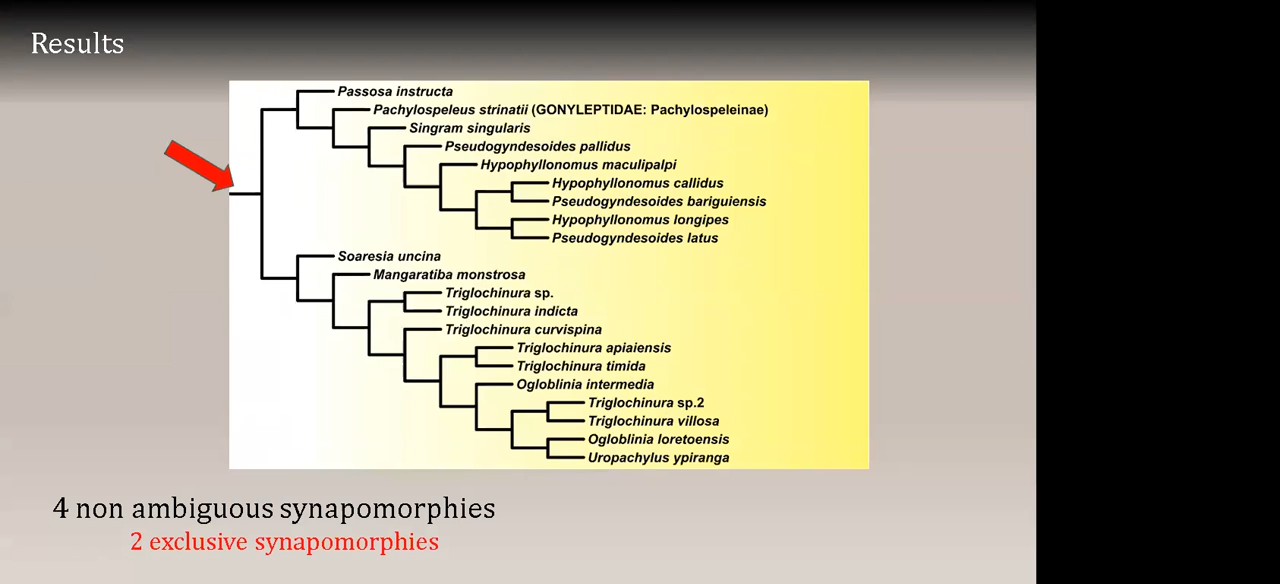 Results
Passosa instructa
Pachylospeleus strinatii (GONYLEPTIDAE: Pachylospeleinae)
Singram singularis
Pseudogyndesoides pallidus
Hypophyllonomus maculipalpi
Hypophyllonomus callidus
Pseudogyndesoides bariguiensis
Hypophyllonomus longipes
Pseudogyndesoides latus
Soaresia uncina
Mangaratiba monstrosa
Triglochinura sp.
Triglochinura indicta
Triglochinura curvispina
Triglochinura apiaiensis
Triglochinura timida
Ogloblinia intermedia
Triglochinura sp.2
Triglochinura villosa
Ogloblinia loretoensis
Uropachylus ypiranga
4 non ambiguous synapomorphies
2 exclusive synapomorphies